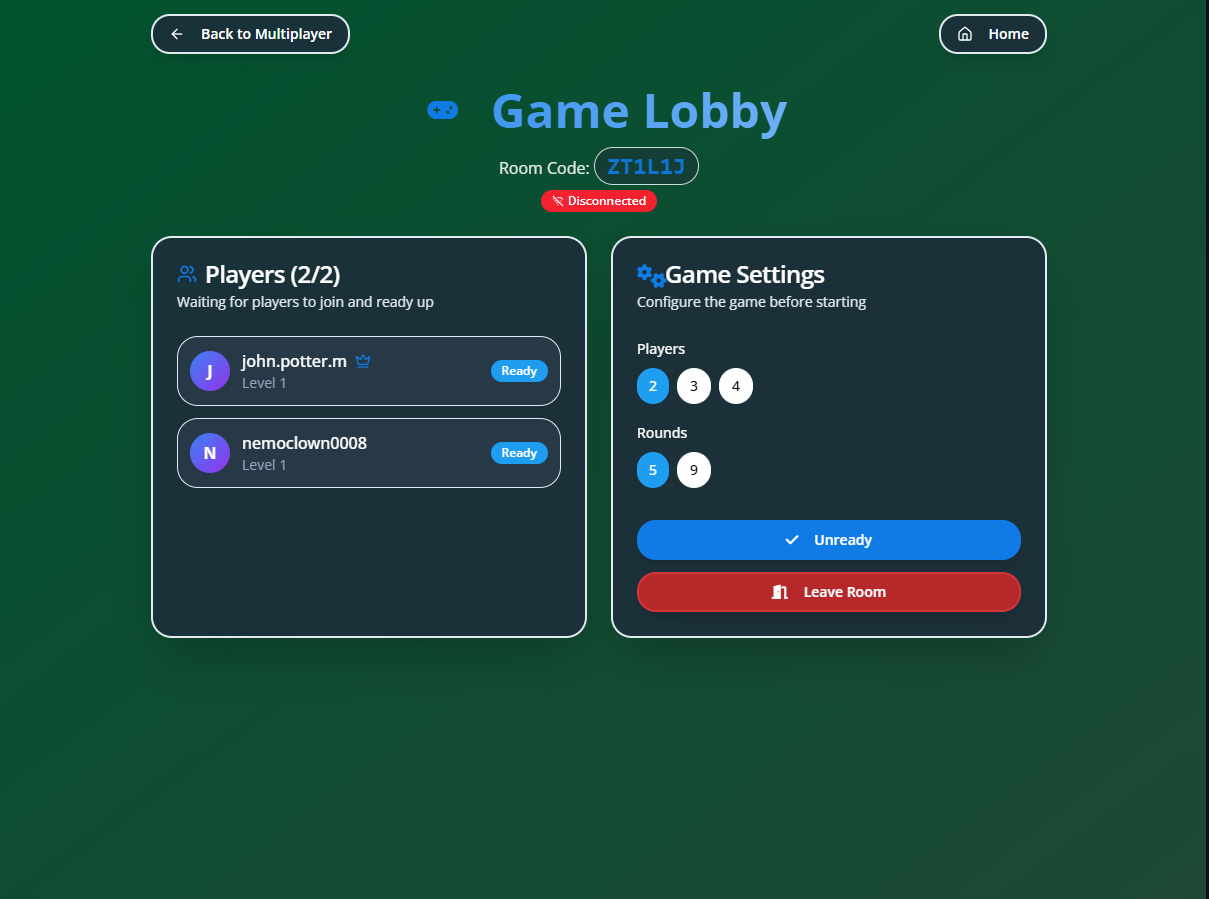 Back to Multiplayer
Home
Game Lobby
Room Code: ZT1L1J
Disconnected
Players (2/2)
Waiting for players to join and ready up
J
john.potter.m
Level 1
Ready
N
nemoclown0008
Level 1
Ready
Game Settings
Configure the game before starting
Players
2 3 4
Rounds
5 9
Unready
Leave Room